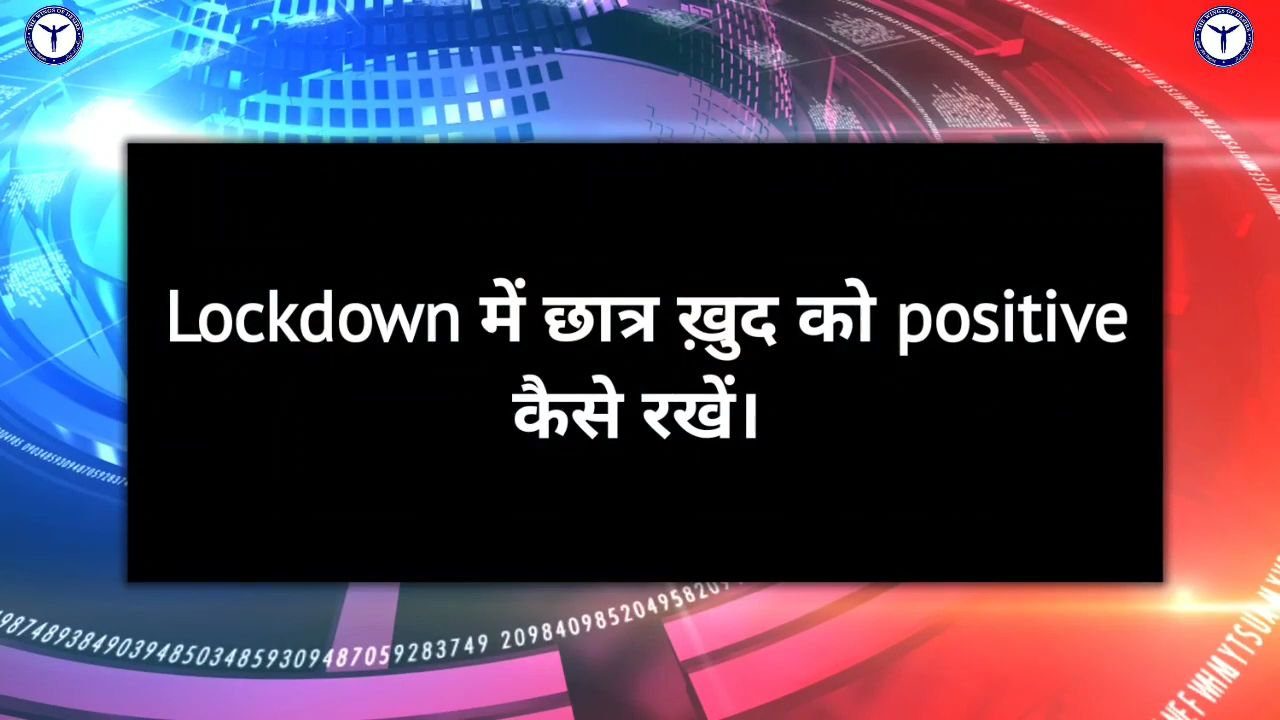 Lockdown में छात्र ख़ुद को positive
कैसे रखें।